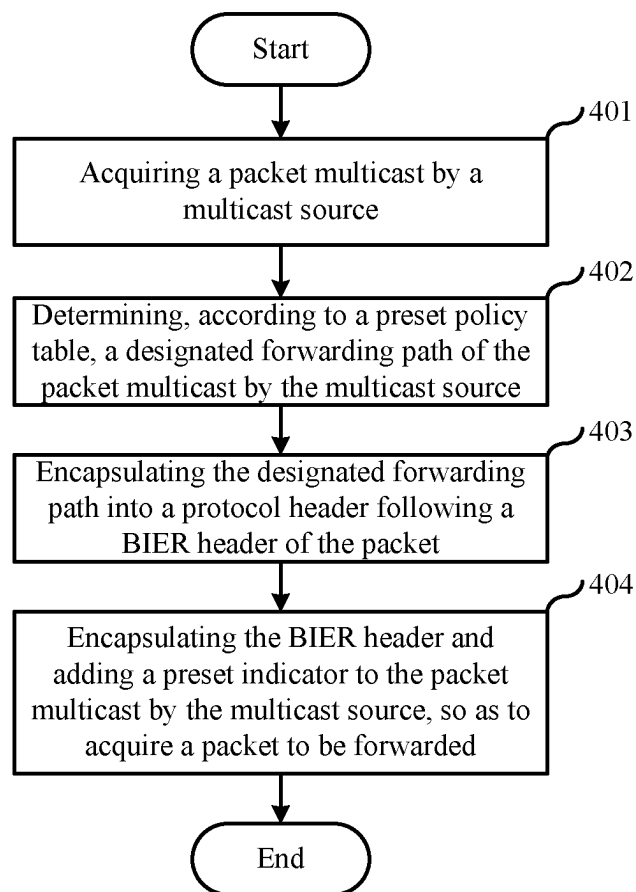 Start
401
Acquiring a packet multicast by a
multicast source
402
Determining, according to a preset policy
table, a designated forwarding path of the
packet multicast by the multicast source
403
Encapsulating the designated forwarding
path into a protocol header following a
BIER header of the packet
404
Encapsulating the BIER header and
adding a preset indicator to the packet
multicast by the multicast source, so as to
acquire a packet to be forwarded
End